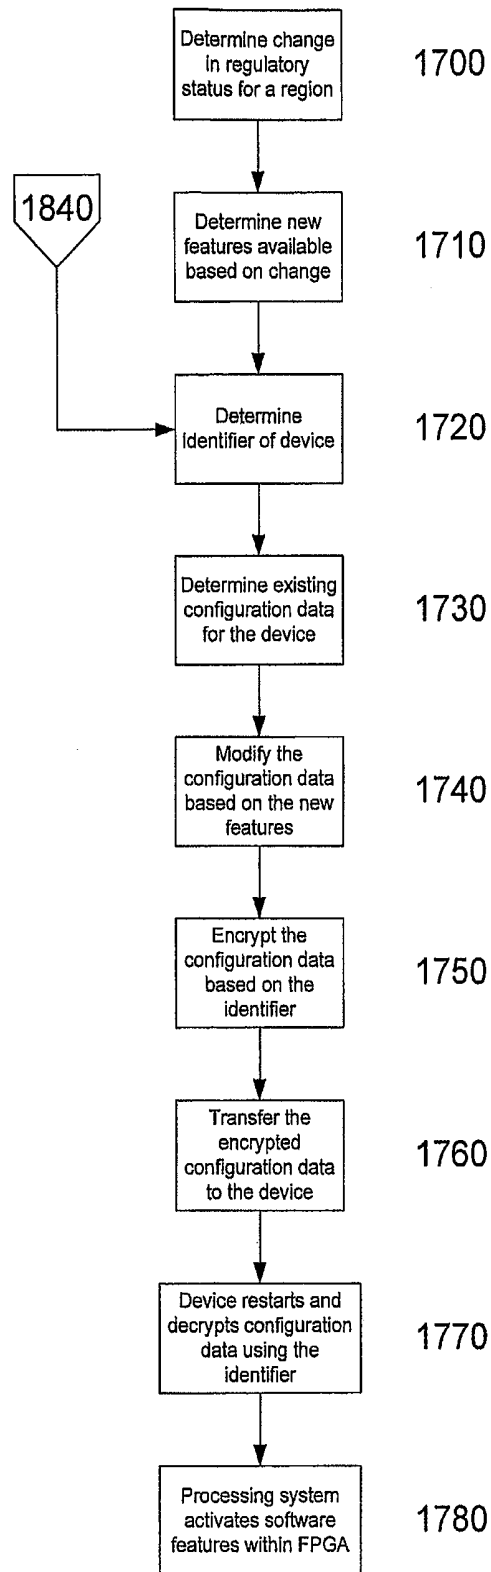 Determine change
in regulatory
status for a region
1700
1840
Determine new
features available
based on change
1710
Determine
identifier of device
1720
Determine existing
configuration data
for the device
1730
Modify the
configuration data
based on the new
features
1740
Encrypt the
configuration data
based on the
identifier
1750
Transfer the
encrypted
configuration data
to the device
1760
Device restarts and
decrypts configuration
data using the
identifier
1770
Processing system
activates software
features within FPGA
1780